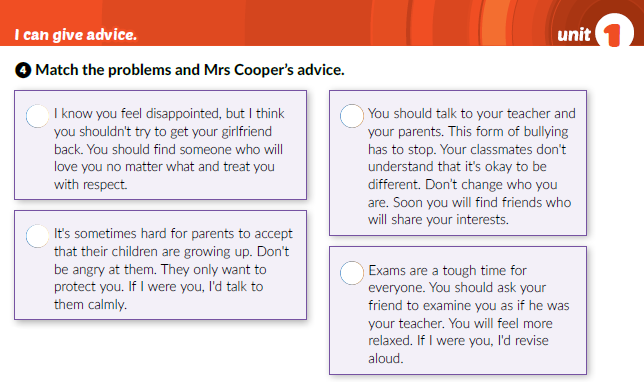 I can give advice.
unit 1
4 Match the problems and Mrs Cooper's advice.
I know you feel disappointed, but I think
you shouldn't try to get your girlfriend
back. You should find someone who will
love you no matter what and treat you
with respect.
It's sometimes hard for parents to accept
that their children are growing up. Don't
be angry at them. They only want to
protect you. If I were you, I'd talk to
them calmly.
You should talk to your teacher and
your parents. This form of bullying
has to stop. Your classmates don't
understand that it's okay to be
different. Don't change who you
are. Soon you will find friends who
will share your interests.
Exams are a tough time for
everyone. You should ask your
friend to examine you as if he was
your teacher. You will feel more
relaxed. If I were you, I'd revise
aloud.